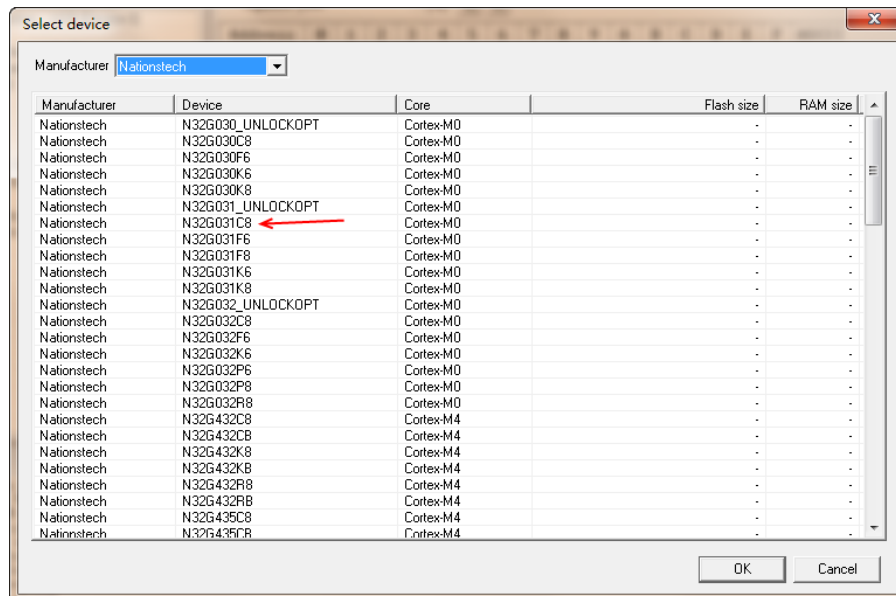 Select device
Manufacturer Nationstech
Manufacturer Device Core Flash size RAM size
Nationstech N32G030_UNLOCKOPT Cortex-M0 - -
Nationstech N32G030C8 Cortex-M0 - -
Nationstech N32G030F6 Cortex-M0 - -
Nationstech N32G030K6 Cortex-M0 - -
Nationstech N32G030K8 Cortex-M0 - -
Nationstech N32G031_UNLOCKOPT Cortex-M0 - -
Nationstech N32G031C8 Cortex-M0 - -
Nationstech N32G031F6 Cortex-M0 - -
Nationstech N32G031F8 Cortex-M0 - -
Nationstech N32G031K6 Cortex-M0 - -
Nationstech N32G031K8 Cortex-M0 - -
Nationstech N32G032_UNLOCKOPT Cortex-M0 - -
Nationstech N32G032C8 Cortex-M0 - -
Nationstech N32G032F6 Cortex-M0 - -
Nationstech N32G032K6 Cortex-M0 - -
Nationstech N32G032P6 Cortex-M0 - -
Nationstech N32G032P8 Cortex-M0 - -
Nationstech N32G032R8 Cortex-M0 - -
Nationstech N32G432C8 Cortex-M4 - -
Nationstech N32G432CB Cortex-M4 - -
Nationstech N32G432K8 Cortex-M4 - -
Nationstech N32G432KB Cortex-M4 - -
Nationstech N32G432R8 Cortex-M4 - -
Nationstech N32G432RB Cortex-M4 - -
Nationstech N32G435C8 Cortex-M4 - -
Nationstech N32G435CB Cortex-M4 - -
OK Cancel